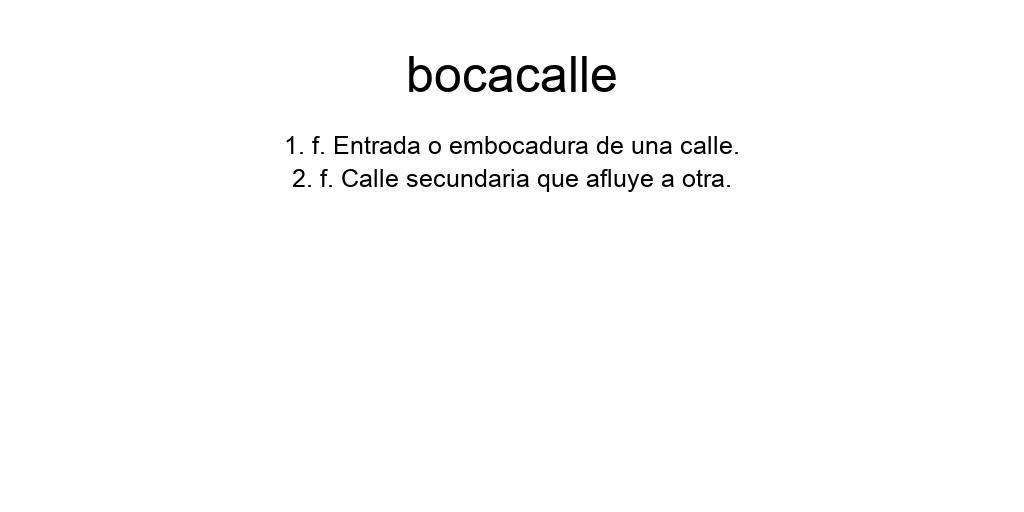 bocacalle
1. f. Entrada o embocadura de una calle.
2. f. Calle secundaria que afluye a otra.